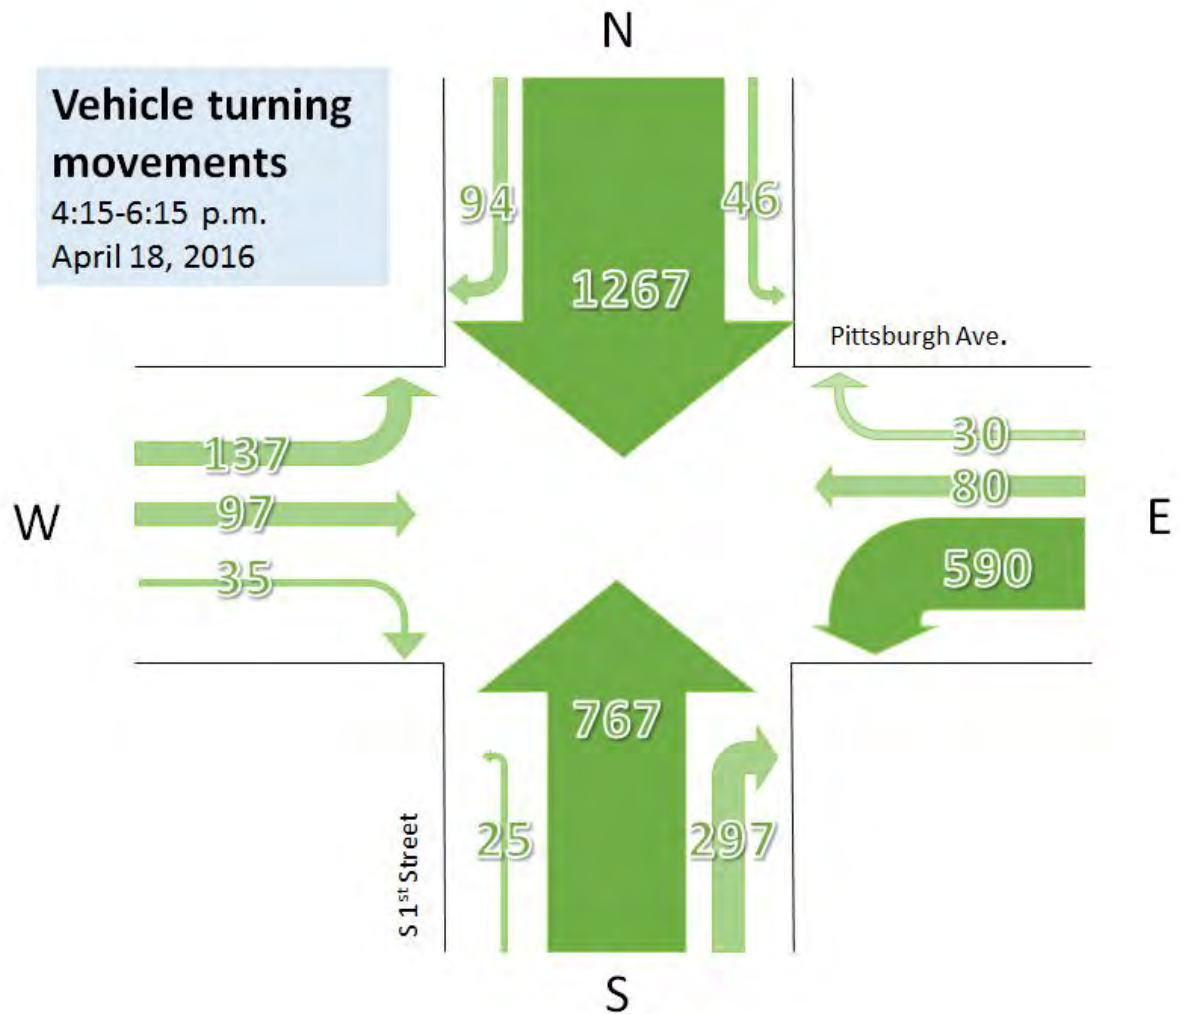 N
Vehicle turning
movements
4:15-6:15 p.m.
April 18, 2016
94
46
1267
Pittsburgh Ave.
137
30
80
97
W
E
590
35
767
25
297
S 1st Street
S